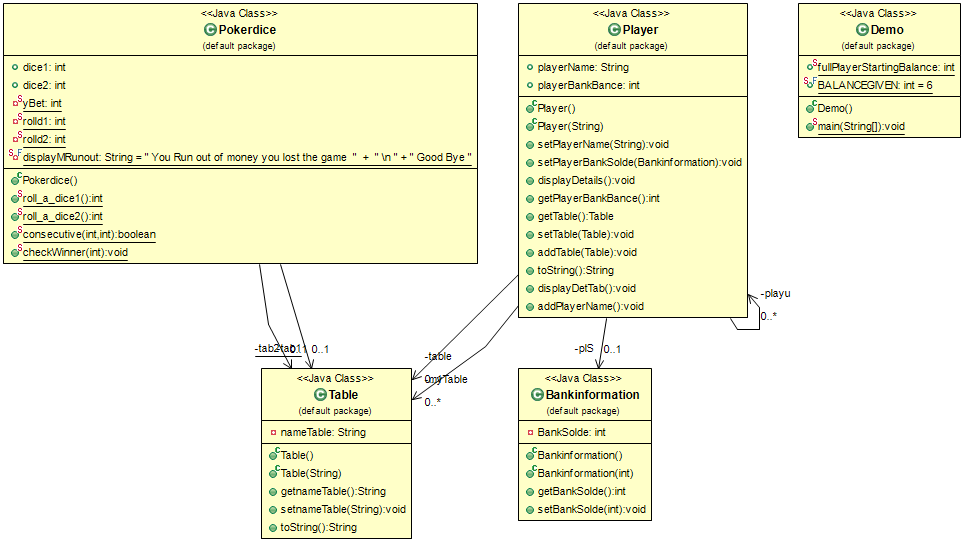 <<Java Class>>
Pokerdice
(default package)
dice1: int
dice2: int
yBet: int
rolld1: int
rolld2: int
displayMRunout: String = " You Run out of money you lost the game " + " \n " + " Good Bye "
Pokerdice()
roll_a_dice1():int
roll_a_dice2():int
consecutive(int,int):boolean
checkWinner(int):void
<<Java Class>>
Player
(default package)
playerName: String
playerBankBance: int
Player()
Player(String)
setPlayerName(String):void
setPlayerBankSolde(Bankinformation):void
displayDetails():void
getPlayerBankBance():int
getTable():Table
setTable(Table):void
addTable(Table):void
toString():String
displayDetTab():void
addPlayerName():void
<<Java Class>>
Demo
(default package)
fullPlayerStartingBalance: int
BALANCEGIVEN: int = 6
Demo()
main(String[]):void
-playu
0..*
-tab2
-tab1
0..1
-table
-myTable
0..*
-plS
0..1
<<Java Class>>
Table
(default package)
nameTable: String
Table()
Table(String)
getnameTable():String
setnameTable(String):void
toString():String
<<Java Class>>
Bankinformation
(default package)
BankSolde: int
Bankinformation()
Bankinformation(int)
getBankSolde():int
setBankSolde(int):void